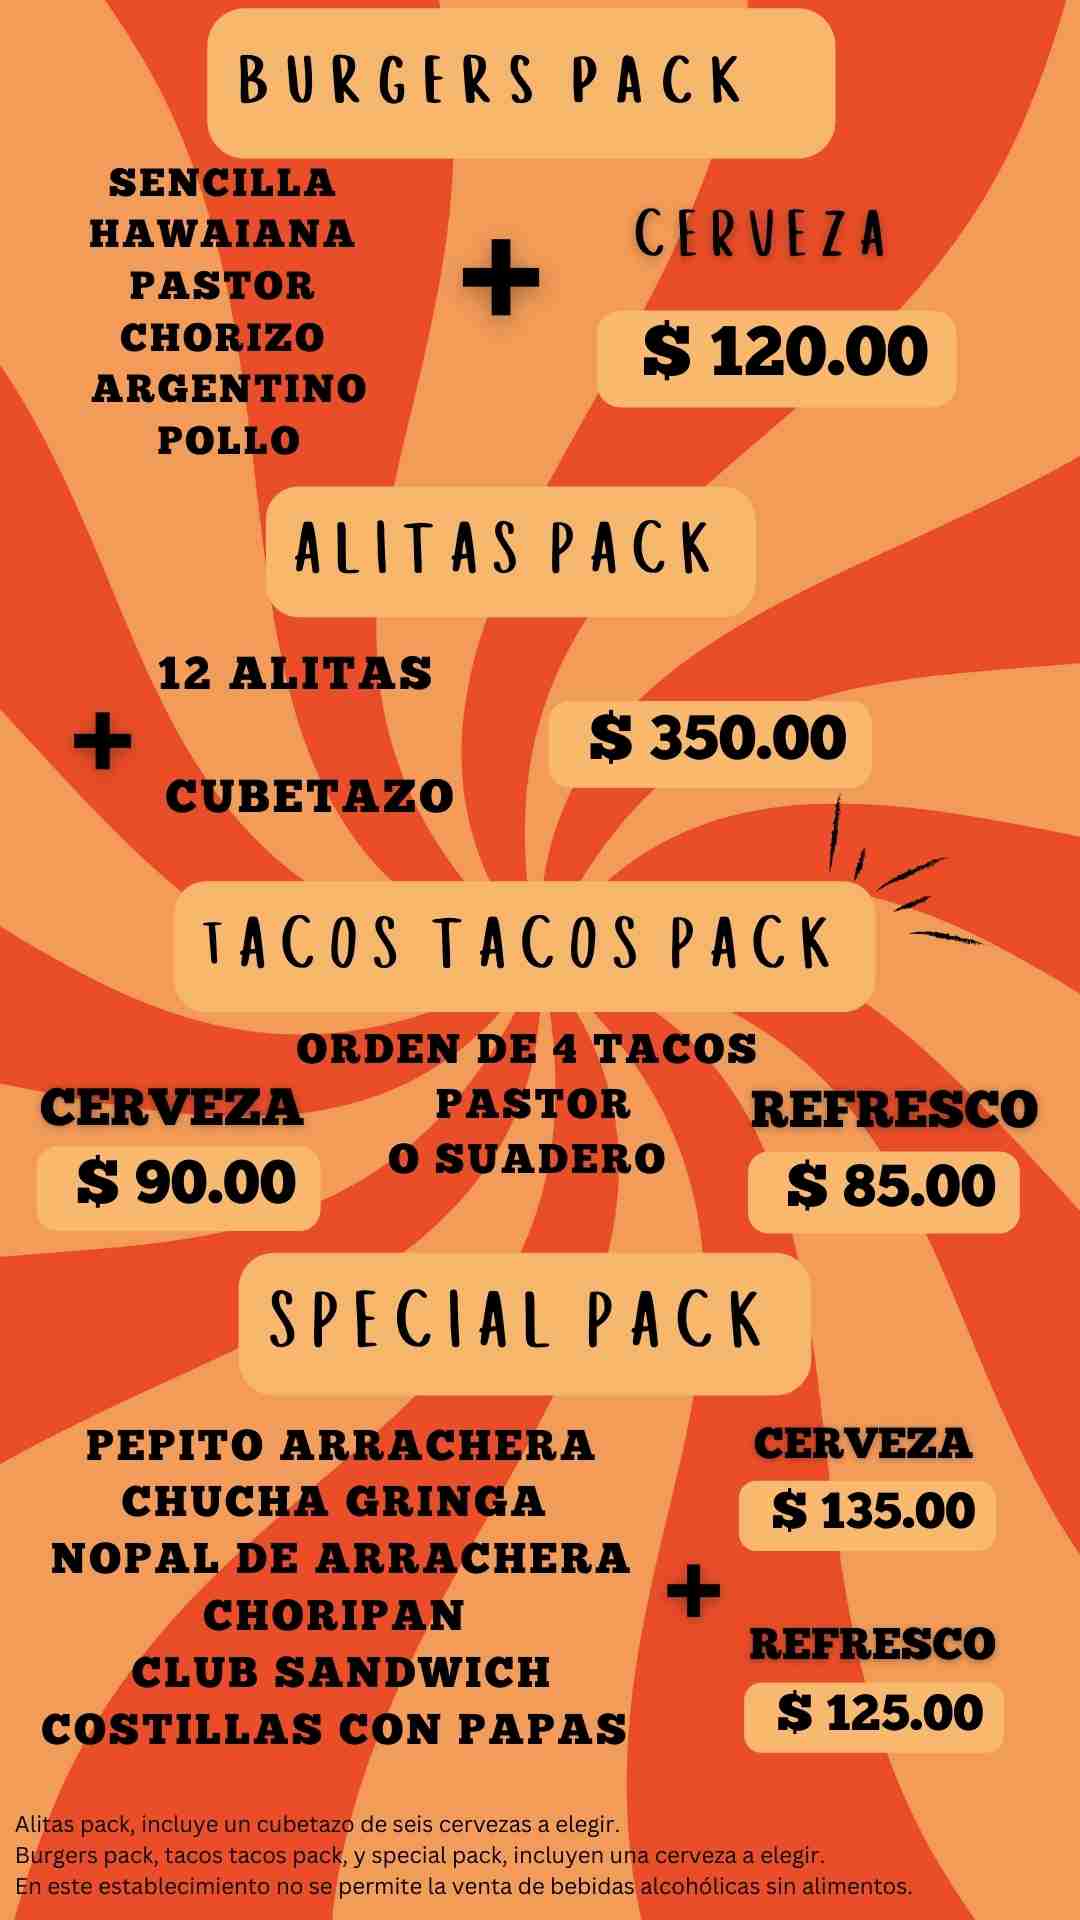 BURGERS PACK
SENCILLA
HAWAIANA
PASTOR
CHORIZO
ARGENTINO
POLLO
+
CERVEZA
$ 120.00
ALITAS PACK
12 ALITAS
+
CUBETAZO
$ 350.00
TACOS TACOS PACK
ORDEN DE 4 TACOS
PASTOR
O SUADERO
CERVEZA
$ 90.00
REFRESCO
$ 85.00
SPECIAL PACK
PEPITO ARRACHERA
CHUCHA GRINGA
NOPAL DE ARRACHERA
CHORIPAN
CLUB SANDWICH
COSTILLAS CON PAPAS
+
CERVEZA
$ 135.00
REFRESCO
$ 125.00
Alitas pack, incluye un cubetazo de seis cervezas a elegir.
Burgers pack, tacos tacos pack, y special pack, incluyen una cerveza a elegir.
En este establecimiento no se permite la venta de bebidas alcohólicas sin alimentos.